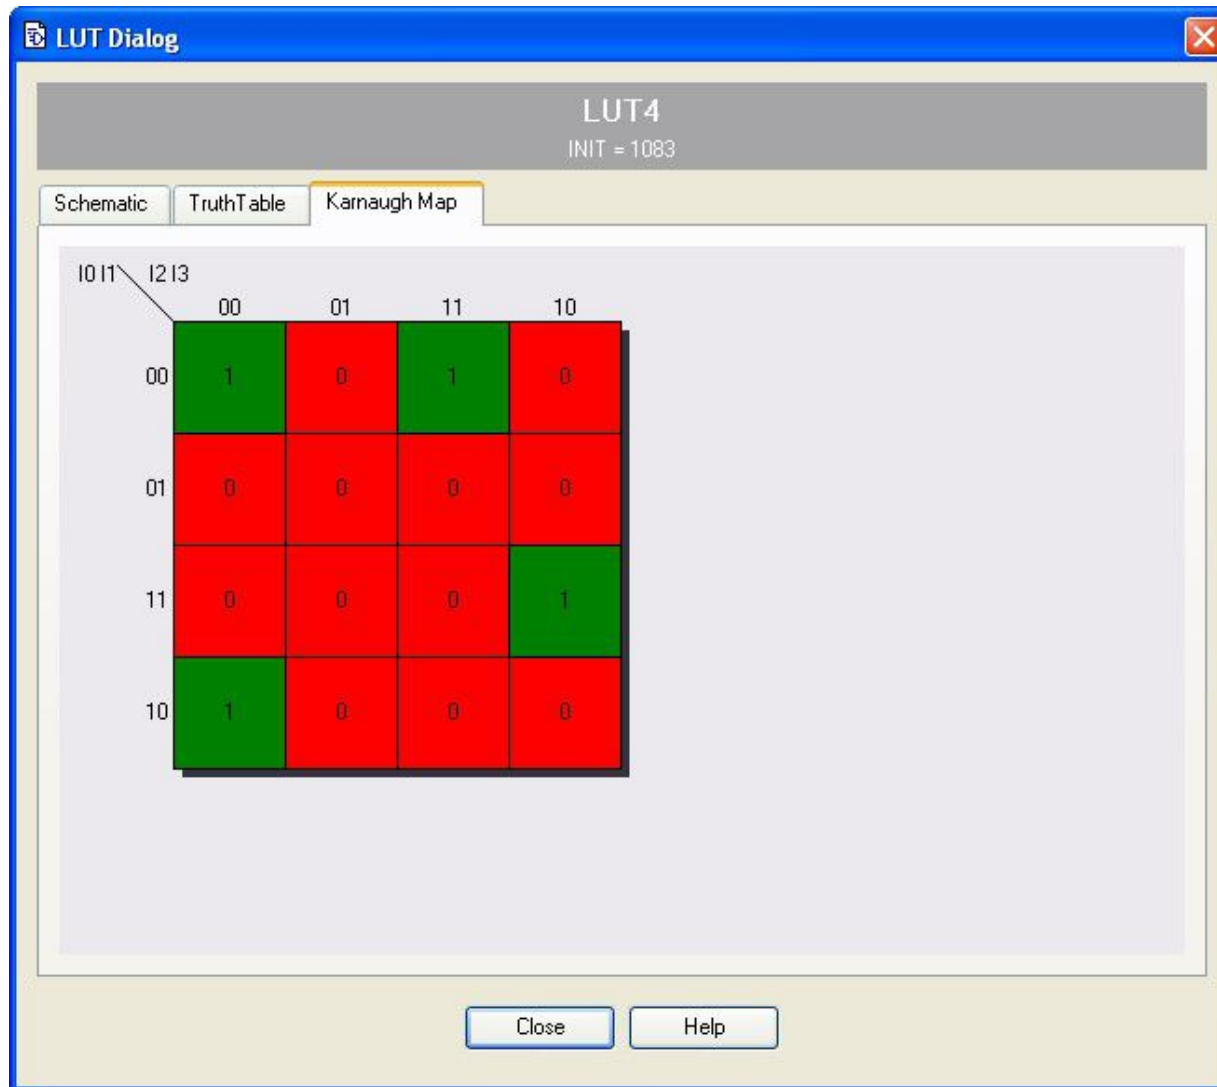 LUT Dialog
LUT4
INIT = 1083
Schematic TruthTable Karnaugh Map
I0 I1 I2 I3
00 01 11 10
00 1 0 1 0
01 0 0 0 0
11 0 0 0 1
10 1 0 0 0
Close Help